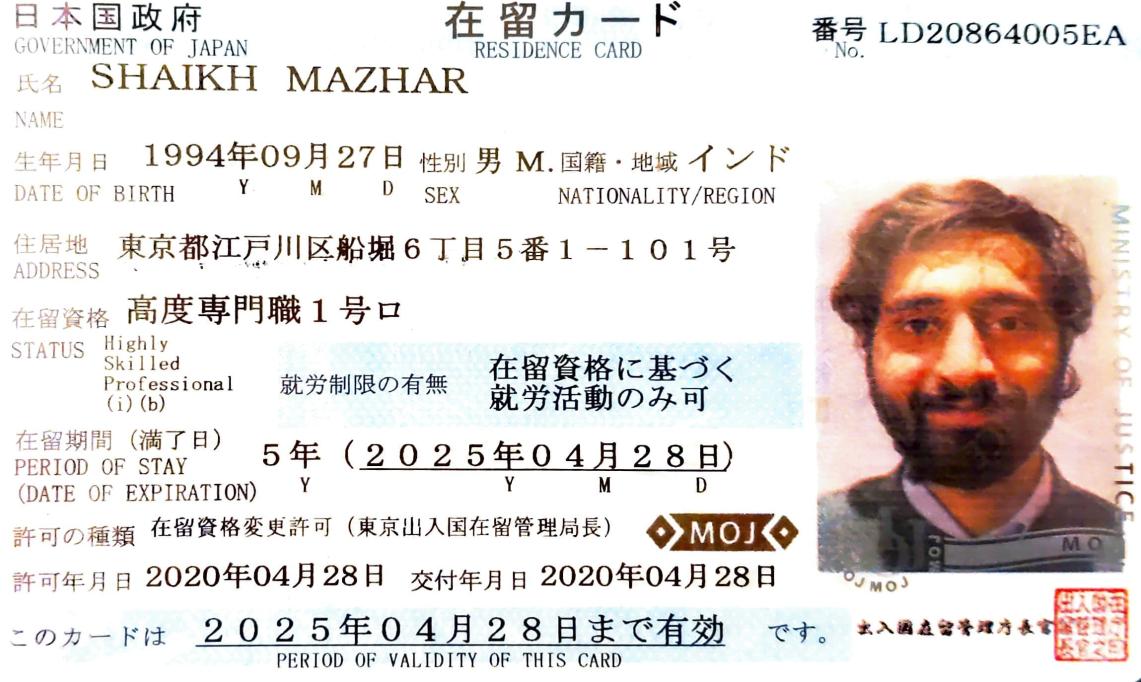 日本国政府 在留カード 番号 LD20864005EA
GOVERNMENT OF JAPAN RESIDENCE CARD No.
氏名 SHAIKH MAZHAR
NAME
生年月日 1994年09月27日 性別 男 M. 国籍・地域 インド
DATE OF BIRTH Y M D SEX NATIONALITY/REGION
住居地 東京都江戸川区船堀6丁目5番1-101号
ADDRESS
在留資格 高度専門職1号ロ
STATUS Highly
Skilled
Professional
(i)(b)
就労制限の有無 在留資格に基づく
就労活動のみ可
在留期間（満了日） 5年（2025年04月28日）
PERIOD OF STAY Y Y M D
(DATE OF EXPIRATION)
許可の種類 在留資格変更許可（東京出入国在留管理局長） MOJ
許可年月日 2020年04月28日 交付年月日 2020年04月28日
このカードは 2025年04月28日まで有効 です。
PERIOD OF VALIDITY OF THIS CARD
出入国在留管理庁長官
MINISTRY OF JUSTICE
MOJ